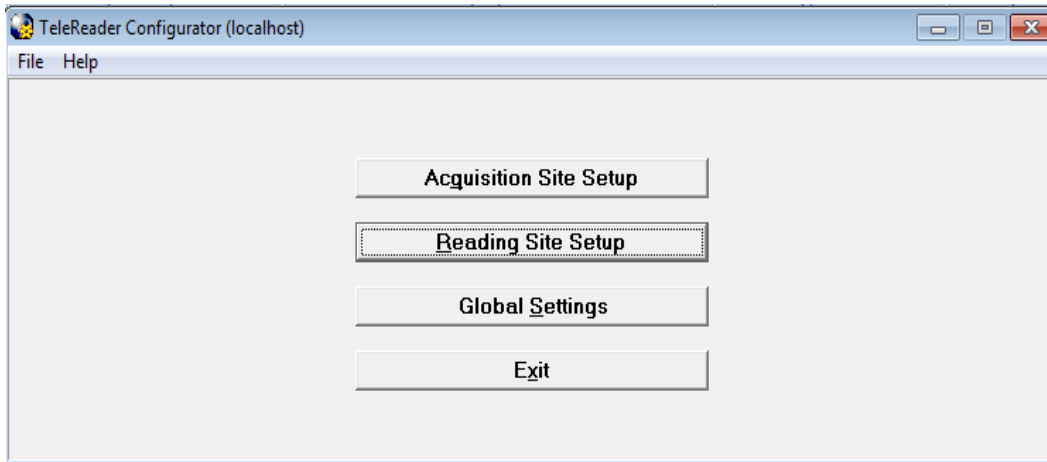 TeleReader Configurator (localhost)
File Help
Acquisition Site Setup
Reading Site Setup
Global Settings
Exit